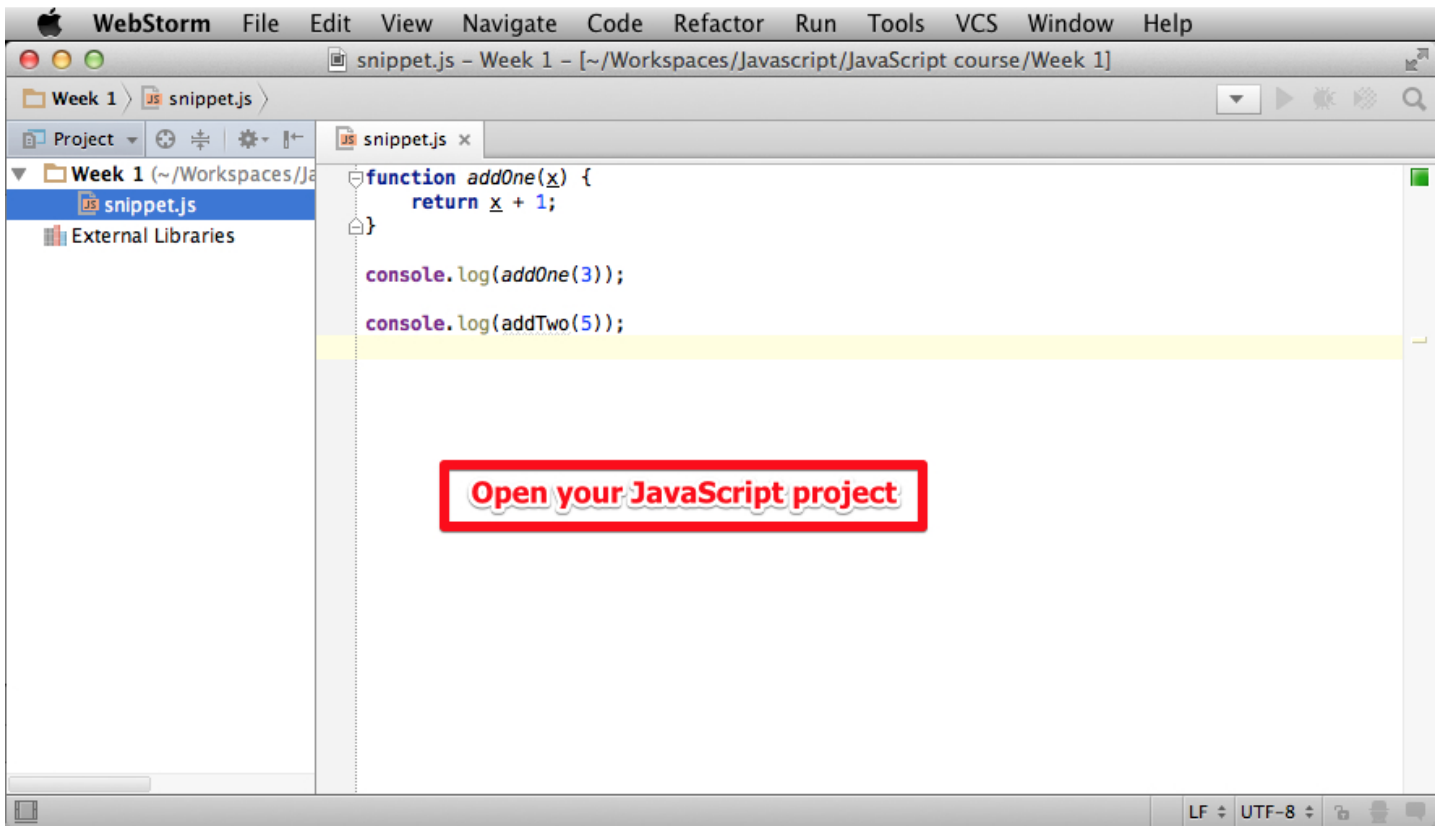 WebStorm File Edit View Navigate Code Refactor Run Tools VCS Window Help
snippet.js – Week 1 – [~/Workspaces/Javascript/JavaScript course/Week 1]
Week 1 snippet.js
Project snippet.js
Week 1 (~/Workspaces/Ja
snippet.js
External Libraries
function addOne(x) {
    return x + 1;
}
console.log(addOne(3));
console.log(addTwo(5));
Open your JavaScript project
LF UTF-8